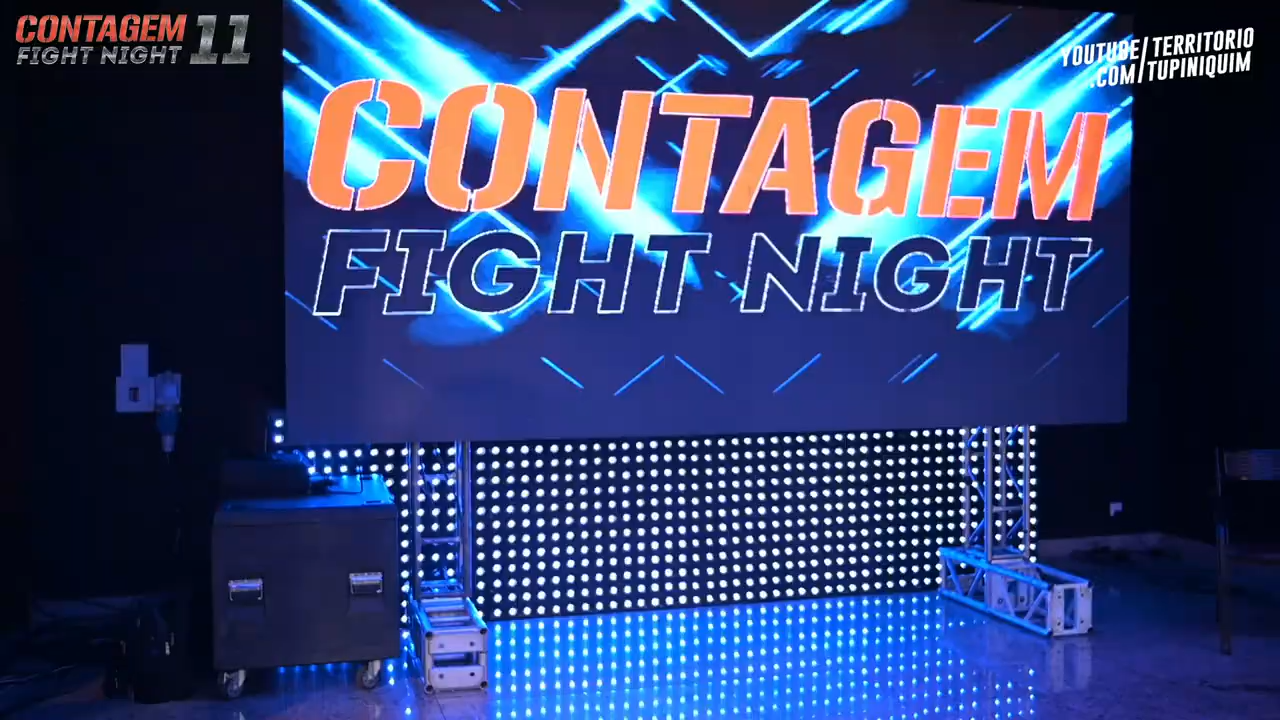 CONTAGEM
FIGHT NIGHT 11
YOUTUBE/TERRITORIO
.COM/TUPINIQUIM
CONTAGEM
FIGHT NIGHT